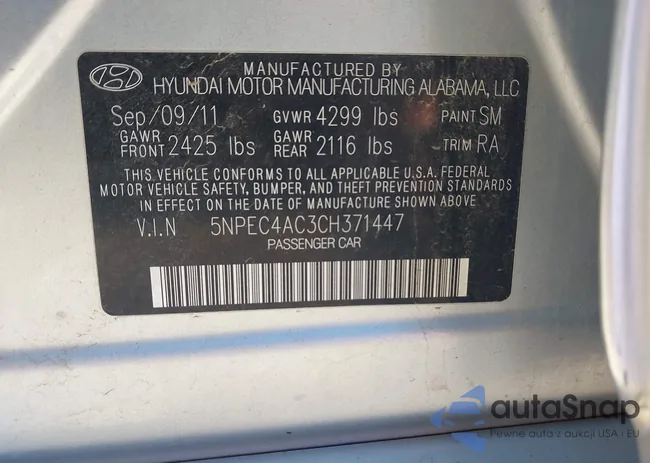 MANUFACTURED BY
HYUNDAI MOTOR MANUFACTURING ALABAMA, LLC
Sep/09/11 GVWR 4299 lbs PAINT SM
GAWR FRONT 2425 lbs GAWR REAR 2116 lbs TRIM RA
THIS VEHICLE CONFORMS TO ALL APPLICABLE U.S.A. FEDERAL
MOTOR VEHICLE SAFETY, BUMPER, AND THEFT PREVENTION STANDARDS
IN EFFECT ON THE DATE OF MANUFACTURE SHOWN ABOVE
V.I.N 5NPEC4AC3CH371447
PASSENGER CAR
autaSnap
Pewne auta z aukcji USA i EU